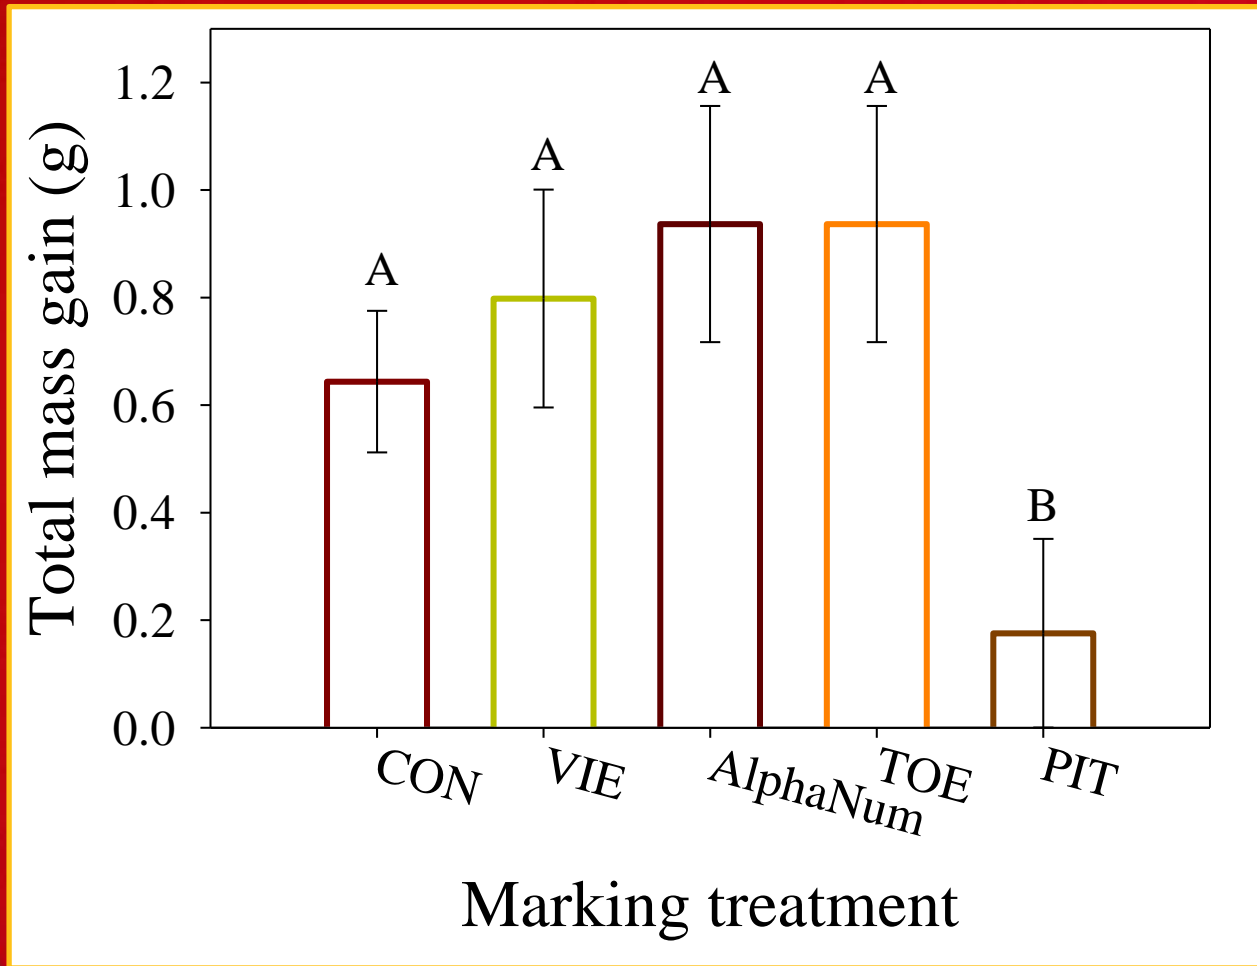 Total mass gain (g)
1.2
1.0
0.8
0.6
0.4
0.2
0.0
A
A
A
A
B
CON
VIE
AlphaNum
TOE
PIT
Marking treatment